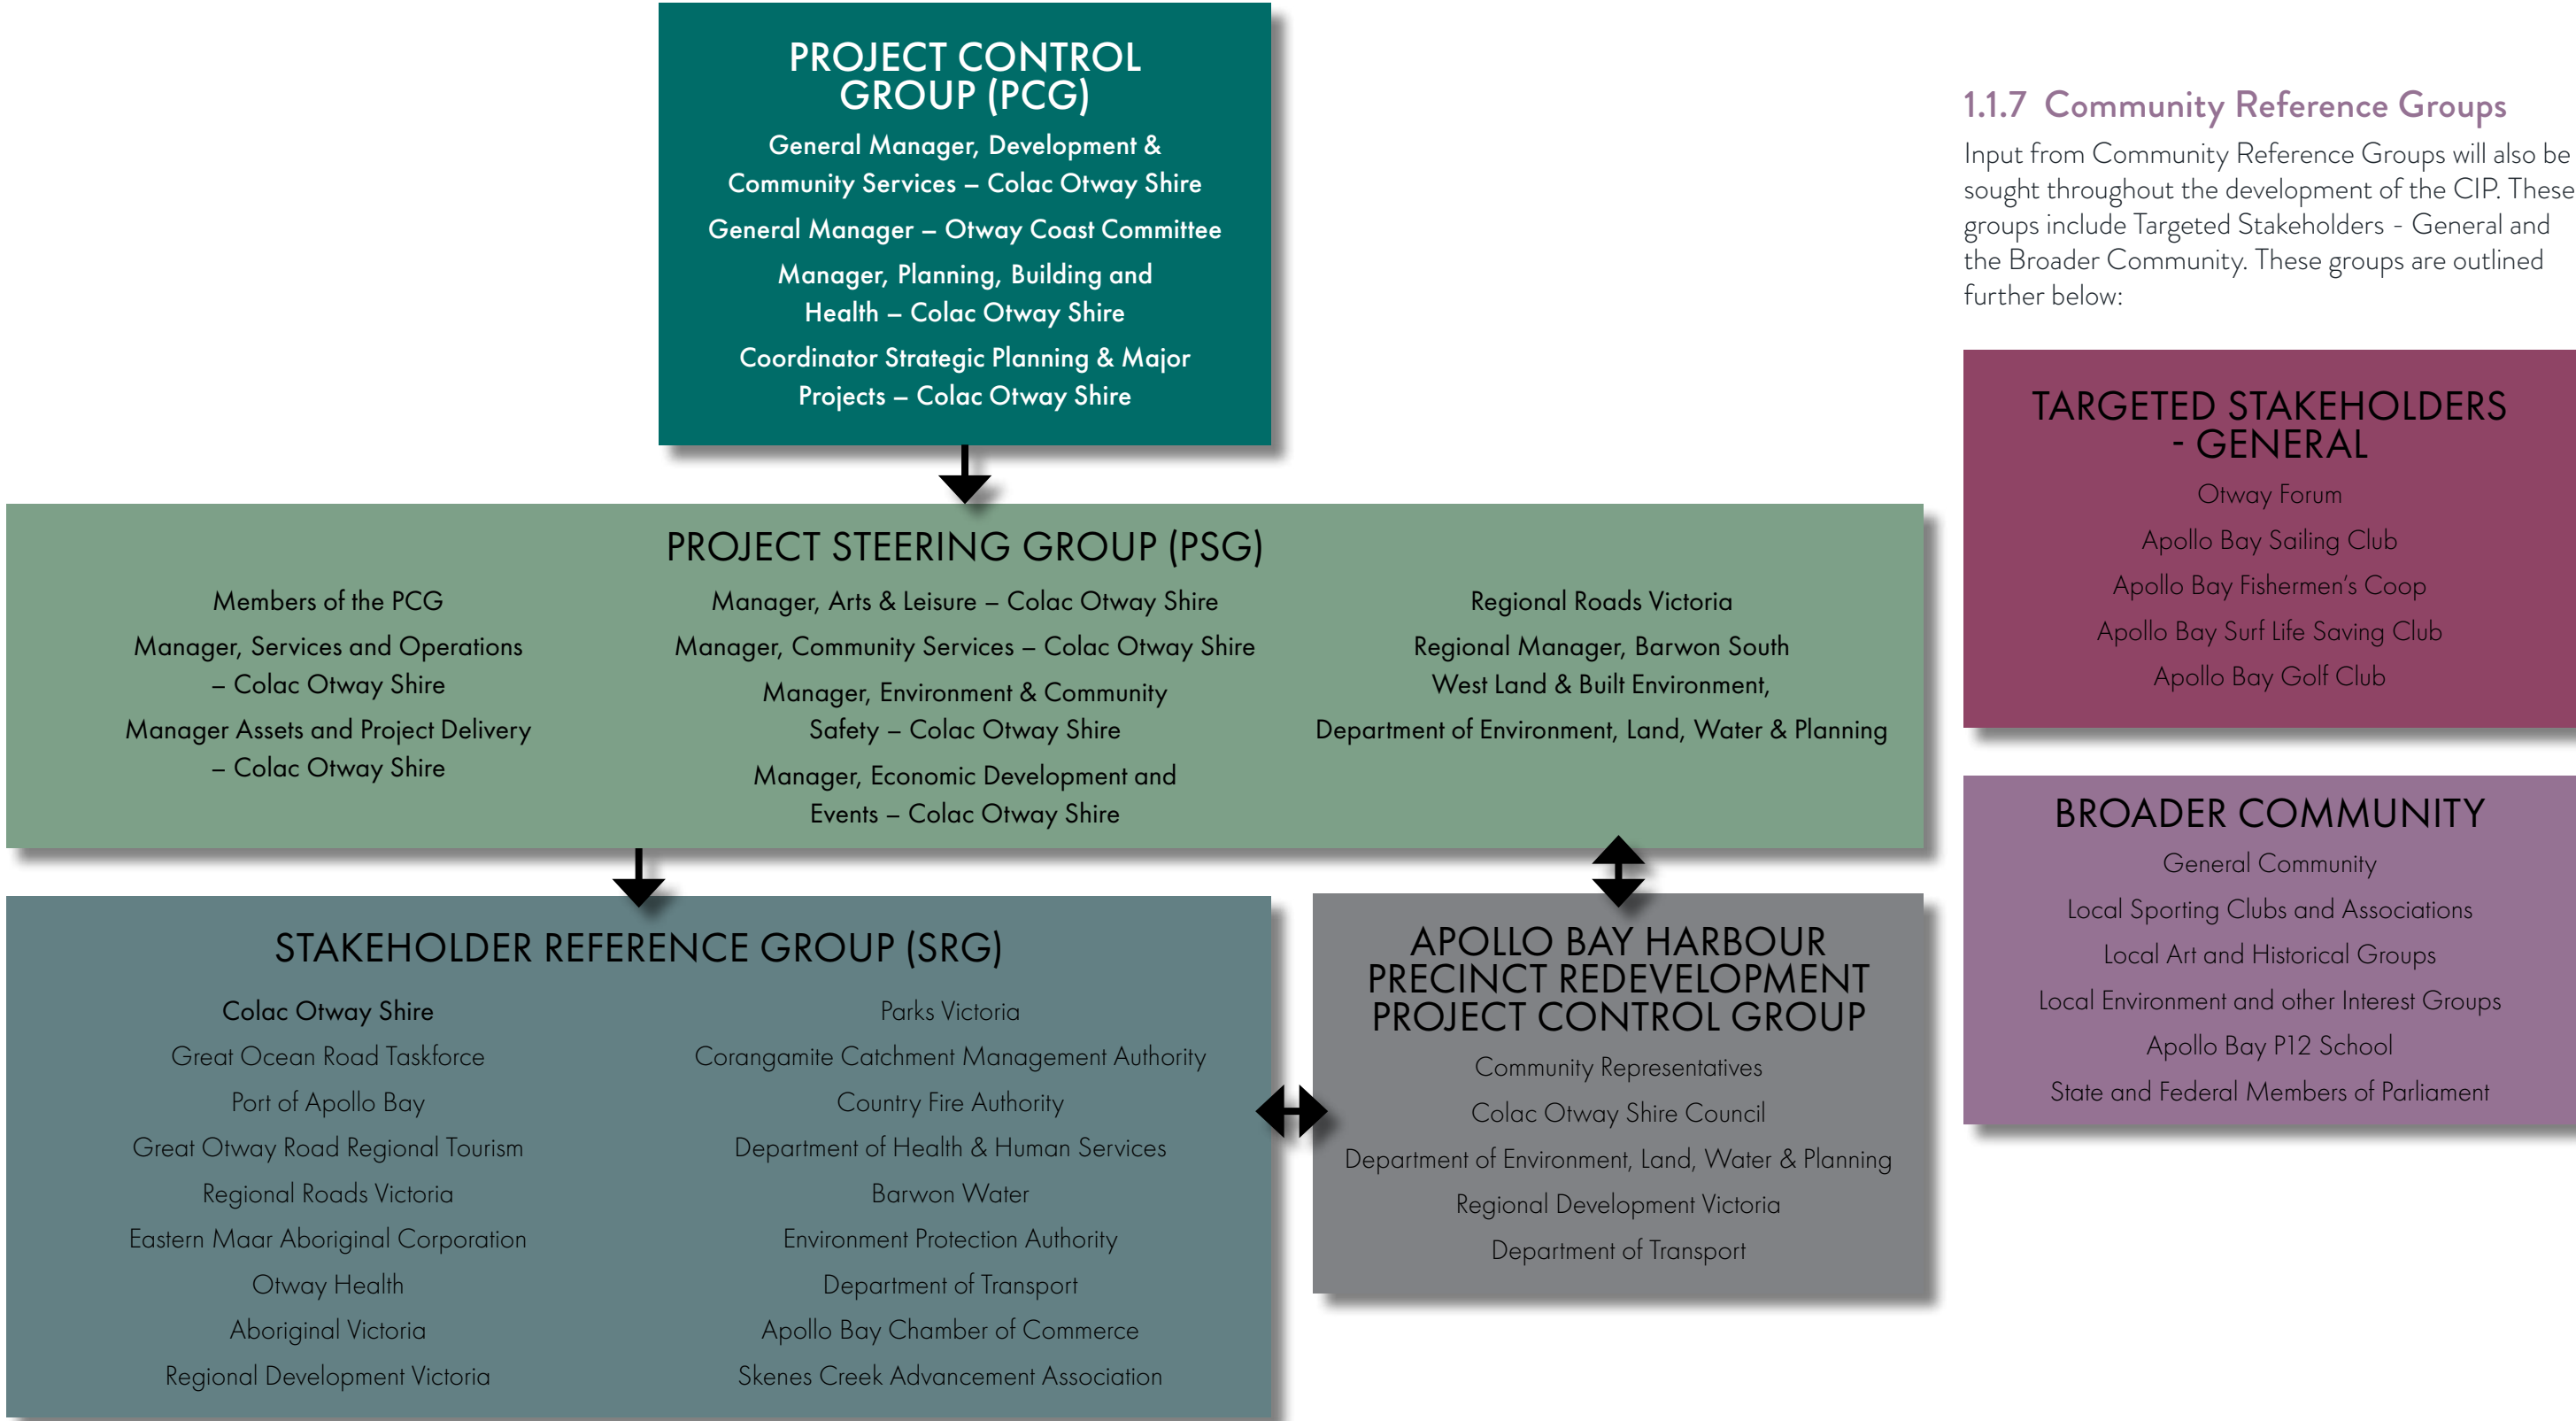 PROJECT CONTROL
GROUP (PCG)
General Manager, Development &
Community Services – Colac Otway Shire
General Manager – Otway Coast Committee
Manager, Planning, Building and
Health – Colac Otway Shire
Coordinator Strategic Planning & Major
Projects – Colac Otway Shire
PROJECT STEERING GROUP (PSG)
Members of the PCG
Manager, Services and Operations
– Colac Otway Shire
Manager Assets and Project Delivery
– Colac Otway Shire
Manager, Arts & Leisure – Colac Otway Shire
Manager, Community Services – Colac Otway Shire
Manager, Environment & Community
Safety – Colac Otway Shire
Manager, Economic Development and
Events – Colac Otway Shire
Regional Roads Victoria
Regional Manager, Barwon South
West Land & Built Environment,
Department of Environment, Land, Water & Planning
STAKEHOLDER REFERENCE GROUP (SRG)
Colac Otway Shire
Great Ocean Road Taskforce
Port of Apollo Bay
Great Otway Road Regional Tourism
Regional Roads Victoria
Eastern Maar Aboriginal Corporation
Otway Health
Aboriginal Victoria
Regional Development Victoria
Parks Victoria
Corangamite Catchment Management Authority
Country Fire Authority
Department of Health & Human Services
Barwon Water
Environment Protection Authority
Department of Transport
Apollo Bay Chamber of Commerce
Skenes Creek Advancement Association
APOLLO BAY HARBOUR
PRECINCT REDEVELOPMENT
PROJECT CONTROL GROUP
Community Representatives
Colac Otway Shire Council
Department of Environment, Land, Water & Planning
Regional Development Victoria
Department of Transport
1.1.7 Community Reference Groups
Input from Community Reference Groups will also be
sought throughout the development of the CIP. These
groups include Targeted Stakeholders - General and
the Broader Community. These groups are outlined
further below:
TARGETED STAKEHOLDERS
- GENERAL
Otway Forum
Apollo Bay Sailing Club
Apollo Bay Fishermen's Coop
Apollo Bay Surf Life Saving Club
Apollo Bay Golf Club
BROADER COMMUNITY
General Community
Local Sporting Clubs and Associations
Local Art and Historical Groups
Local Environment and other Interest Groups
Apollo Bay P12 School
State and Federal Members of Parliament